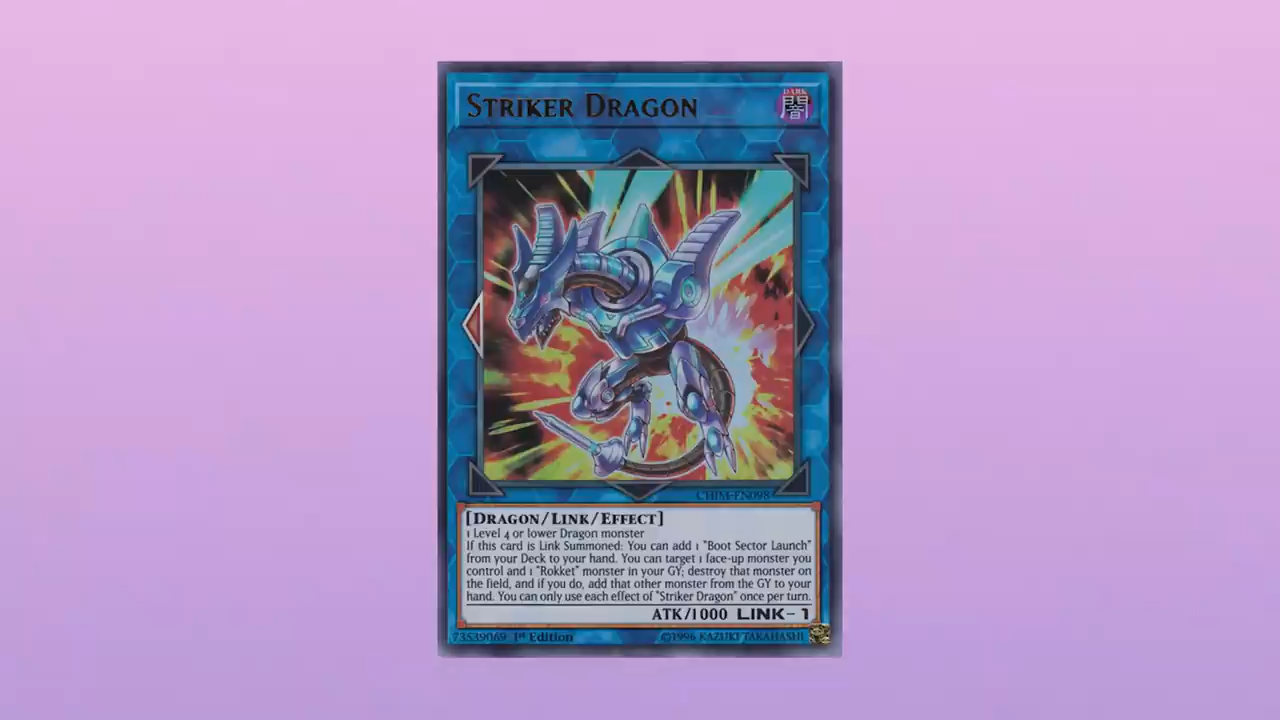 STRIKER DRAGON
DARK
闇
CHIM-EN098
[DRAGON/LINK/EFFECT]
1 Level 4 or lower Dragon monster
If this card is Link Summoned: You can add 1 "Boot Sector Launch"
from your Deck to your hand. You can target 1 face-up monster you
control and 1 "Rokket" monster in your GY; destroy that monster on
the field, and if you do, add that other monster from the GY to your
hand. You can only use each effect of "Striker Dragon" once per turn.
ATK/1000 LINK-1
73539069 1st Edition
©1996 KAZUKI TAKAHASHI